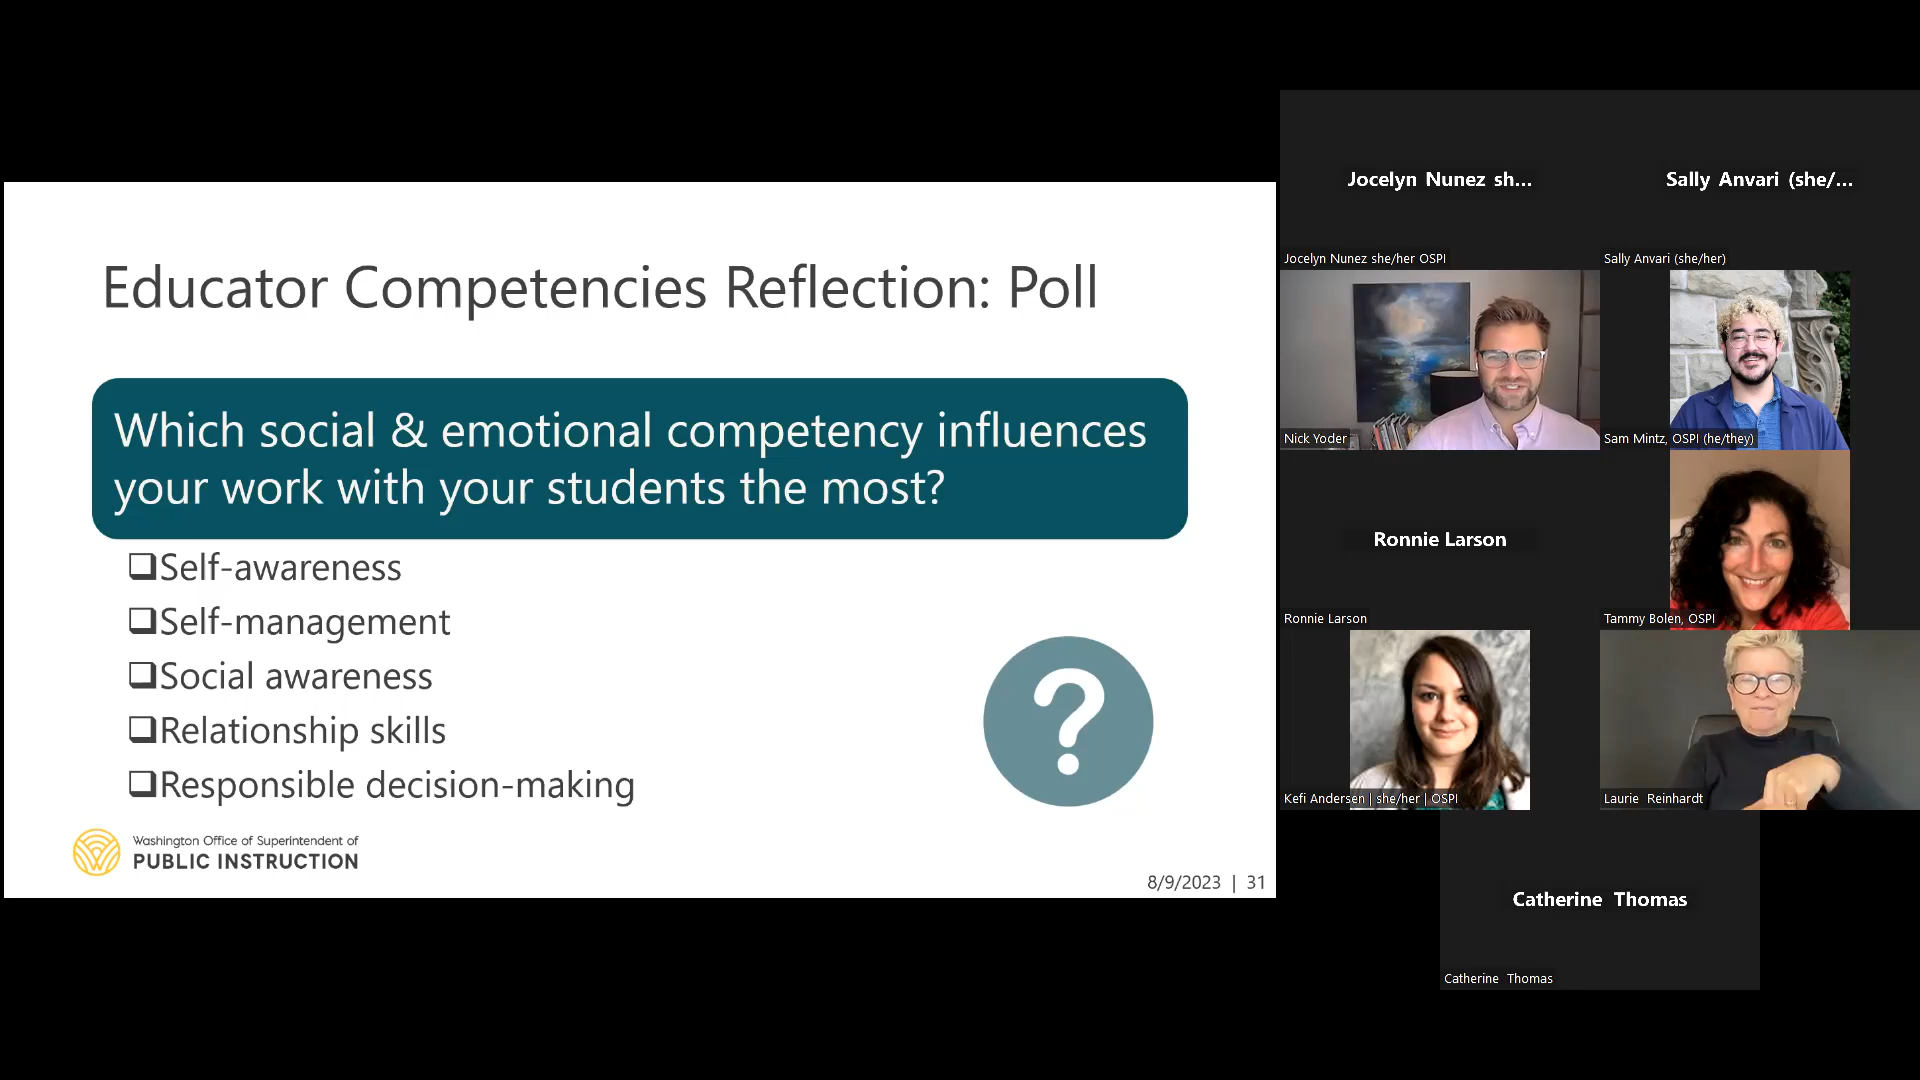 Educator Competencies Reflection: Poll
Which social & emotional competency influences
your work with your students the most?
❑Self-awareness
❑Self-management
❑Social awareness
❑Relationship skills
❑Responsible decision-making
Washington Office of Superintendent of
PUBLIC INSTRUCTION
8/9/2023 | 31
Jocelyn Nunez sh...
Jocelyn Nunez she/her OSPI
Sally Anvari (she/...
Sally Anvari (she/her)
Nick Yoder
Sam Mintz, OSPI (he/they)
Ronnie Larson
Ronnie Larson
Tammy Bolen, OSPI
Kefi Andersen | she/her | OSPI
Laurie Reinhardt
Catherine Thomas
Catherine Thomas